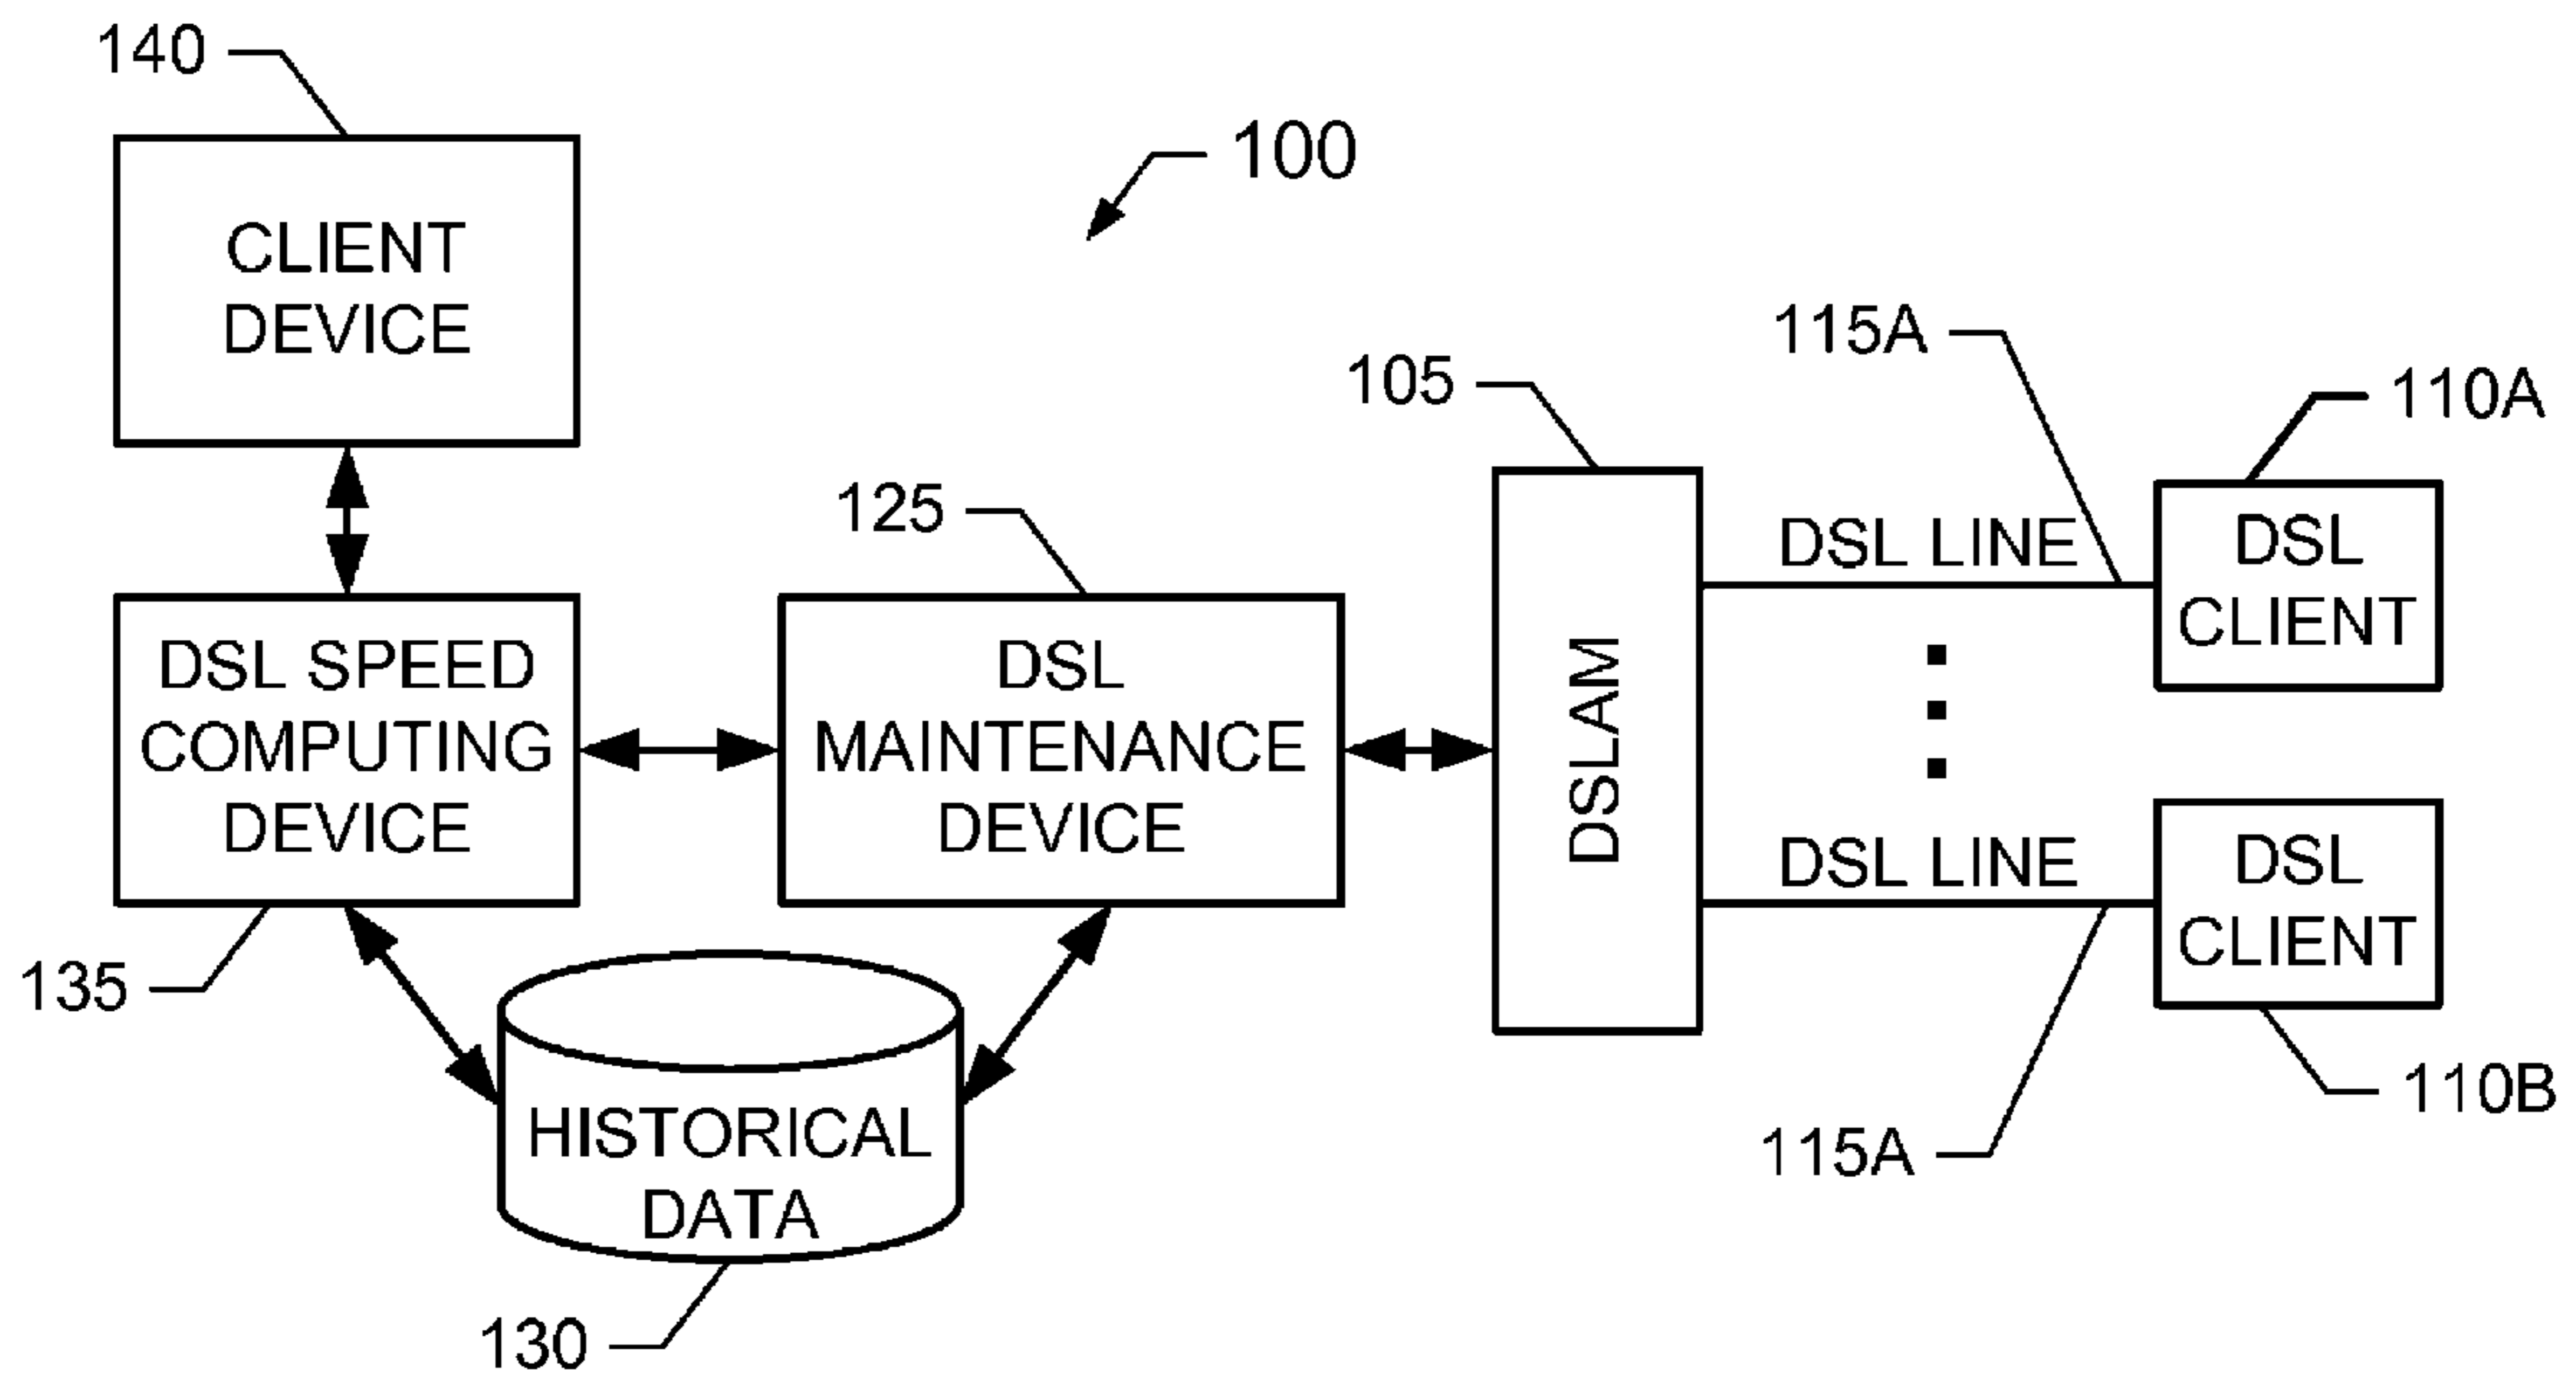 140
CLIENT
DEVICE
100
115A
105
110A
125
DSL LINE
DSL
CLIENT
DSL SPEED
COMPUTING
DEVICE
DSL
MAINTENANCE
DEVICE
DSLAM
DSL LINE
DSL
CLIENT
135
HISTORICAL
DATA
115A
110B
130